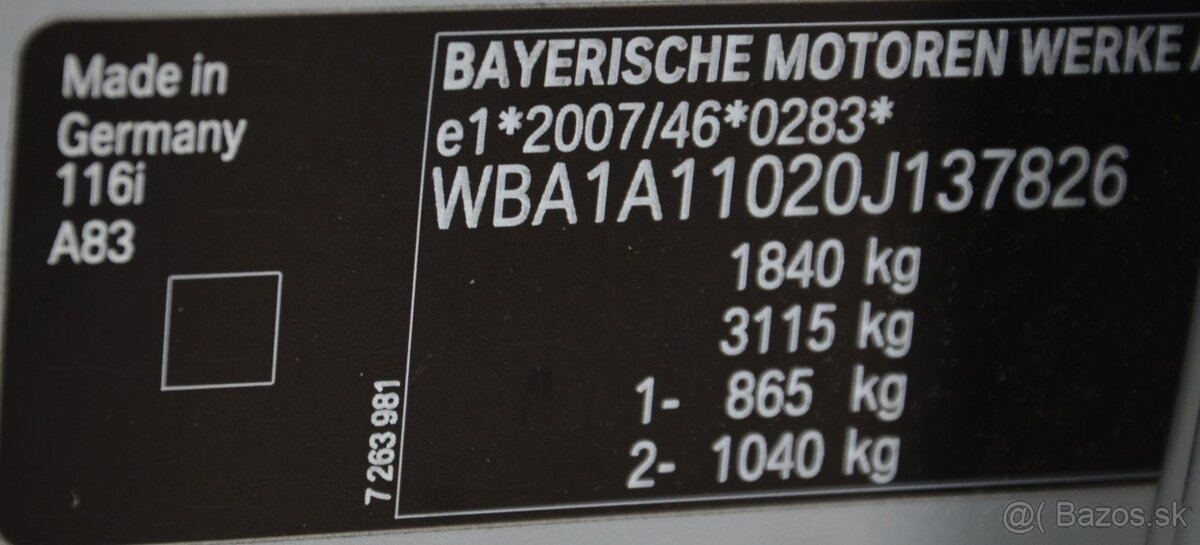 Made in
Germany
116i
A83
7 263 981
BAYERISCHE MOTOREN WERKE
e1*2007/46*0283*
WBA1A11020J137826
1840 kg
3115 kg
1- 865 kg
2- 1040 kg
@( Bazos.sk